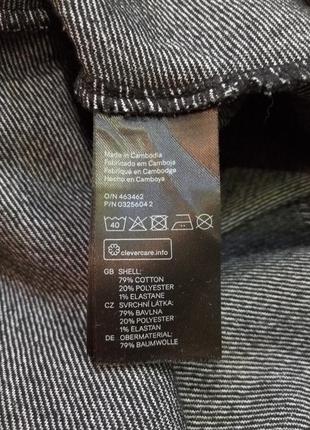 Made in Cambodia
Fabricado em Camboja
Fabriqué en Cambodge
Hecho en Camboya
O/N 463462
P/N 0325604 2
40
clevercare.info
GB SHELL:
79% COTTON
20% POLYESTER
1% ELASTANE
CZ SVRCHNÍ LÁTKA:
79% BAVLNA
20% POLYESTER
1% ELASTAN
DE OBERMATERIAL:
79% BAUMWOLLE